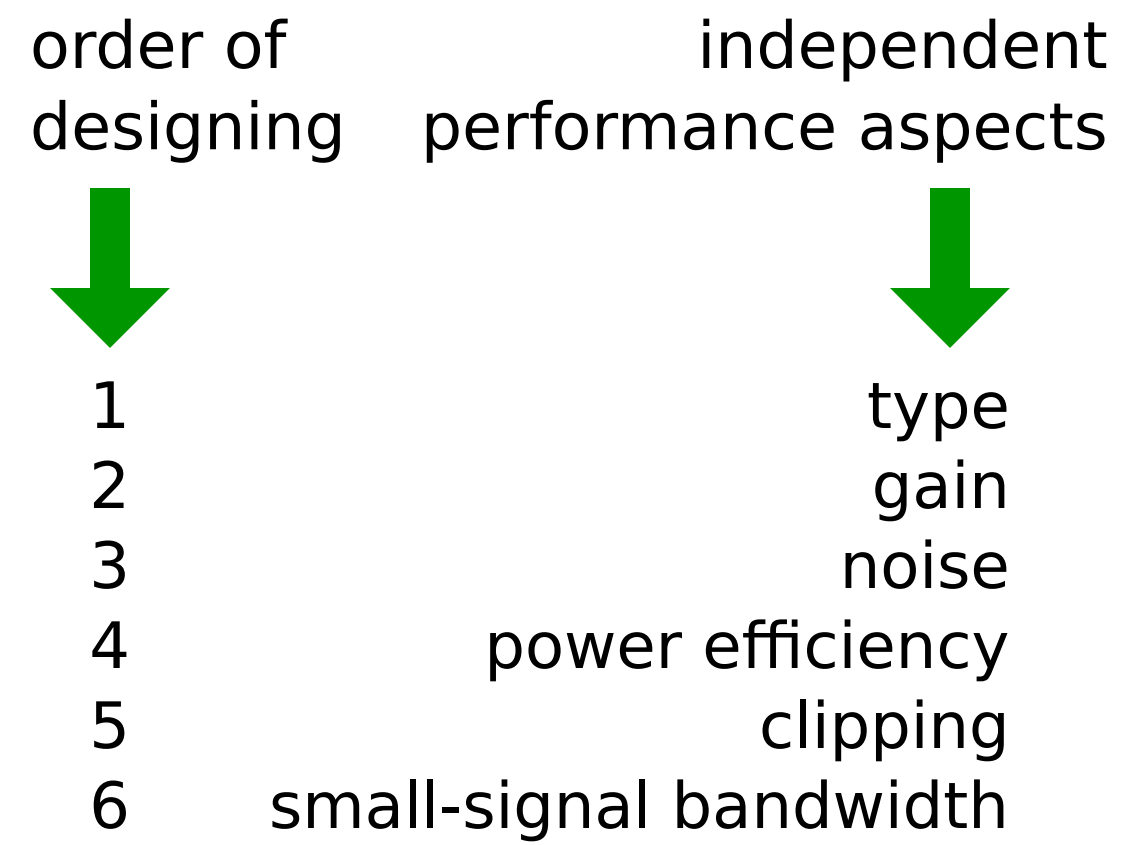 order of
designing
independent
performance aspects
1 type
2 gain
3 noise
4 power efficiency
5 clipping
6 small-signal bandwidth